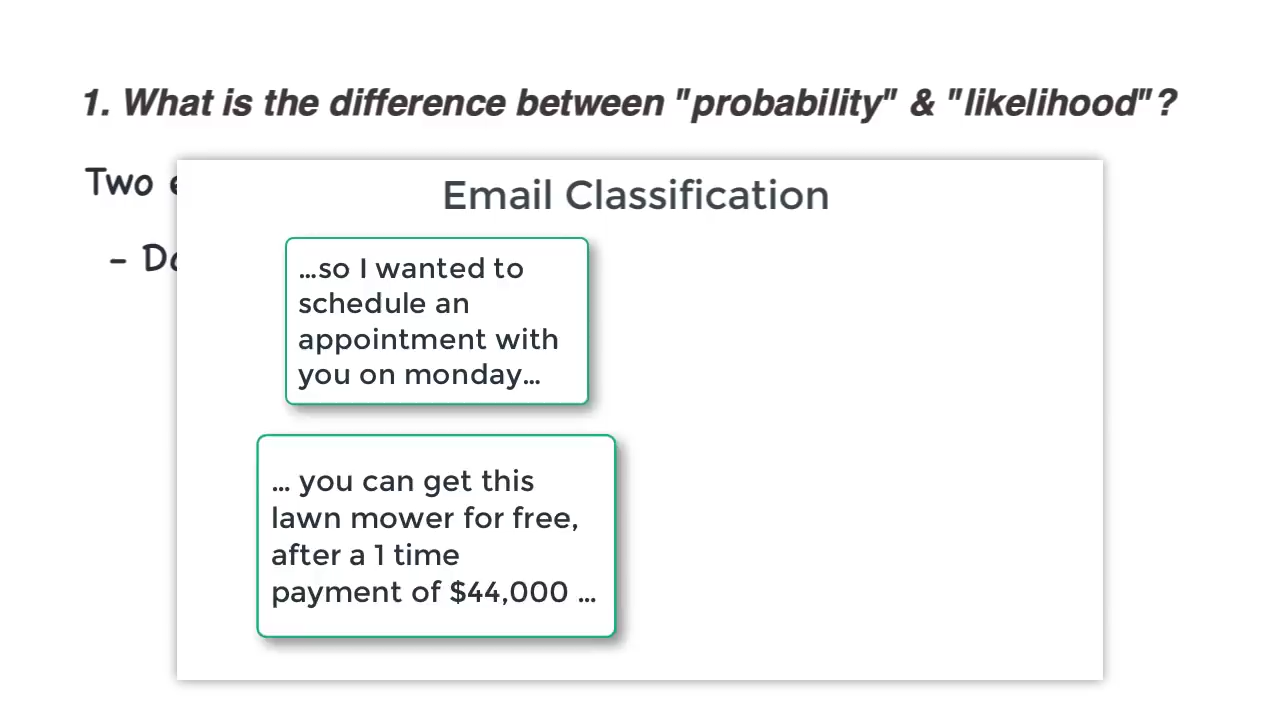 1. What is the difference between "probability" & "likelihood"?
Two
Email Classification
- Do
...so I wanted to
schedule an
appointment with
you on monday...
... you can get this
lawn mower for free,
after a 1 time
payment of $44,000 ...